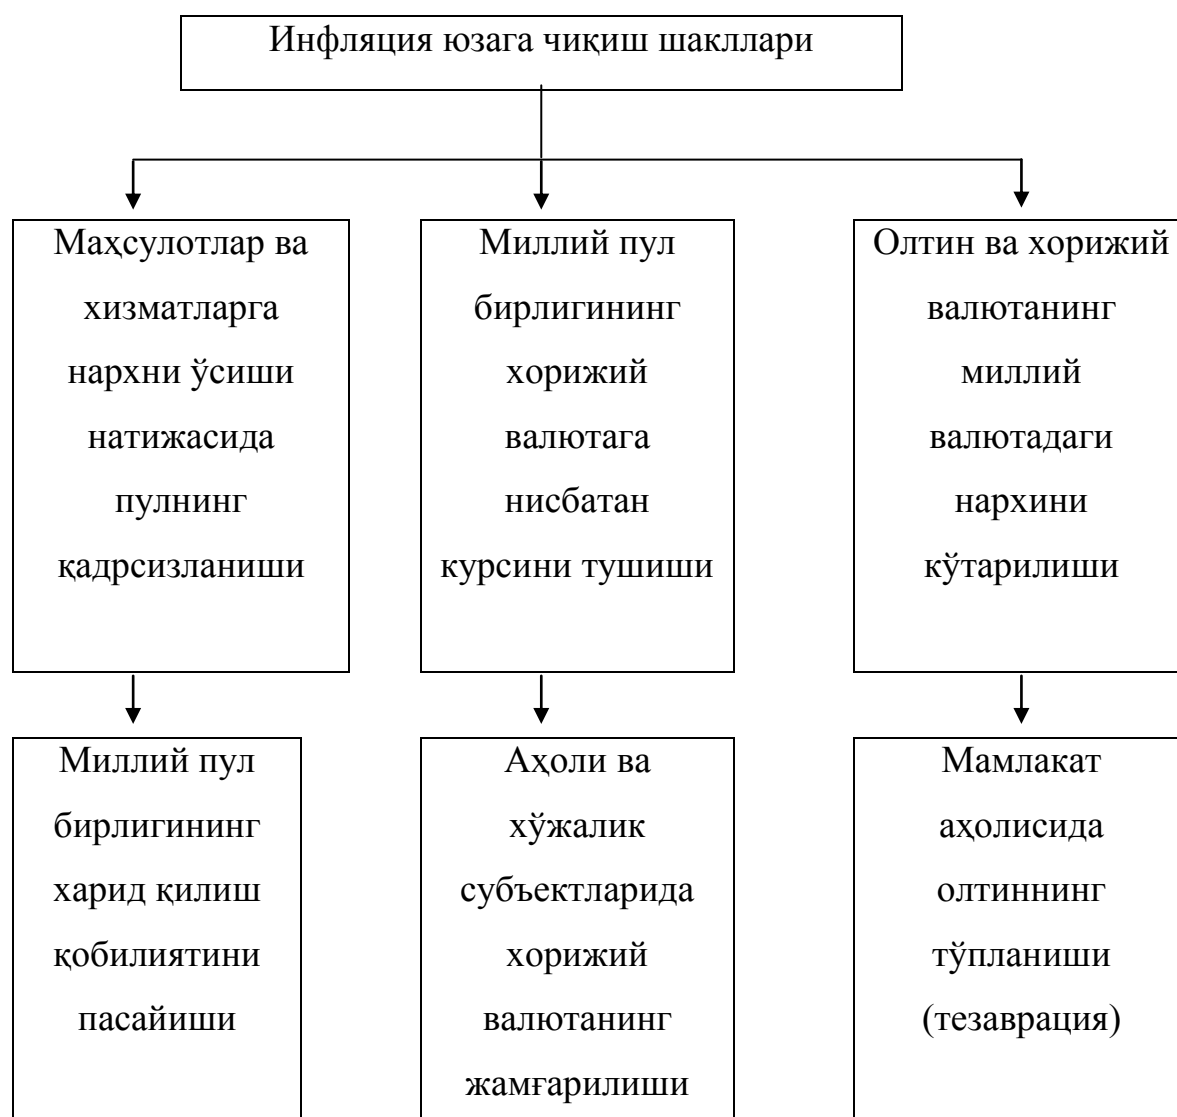 Инфляция юзага чиқиш шакллари
Маҳсулотлар ва
хизматларга
нархни ўсиши
натижасида
пулнинг
қадрсизланиши
Миллий пул
бирлигининг
хорижий
валютага
нисбатан
курсини тушиши
Олтин ва хорижий
валютанинг
миллий
валютадаги
нархини
кўтарилиши
Миллий пул
бирлигининг
харид қилиш
қобилиятини
пасайиши
Аҳоли ва
хўжалик
субъектларида
хорижий
валютанинг
жамғарилиши
Мамлакат
аҳолисида
олтиннинг
тўпланиши
(тезаврация)